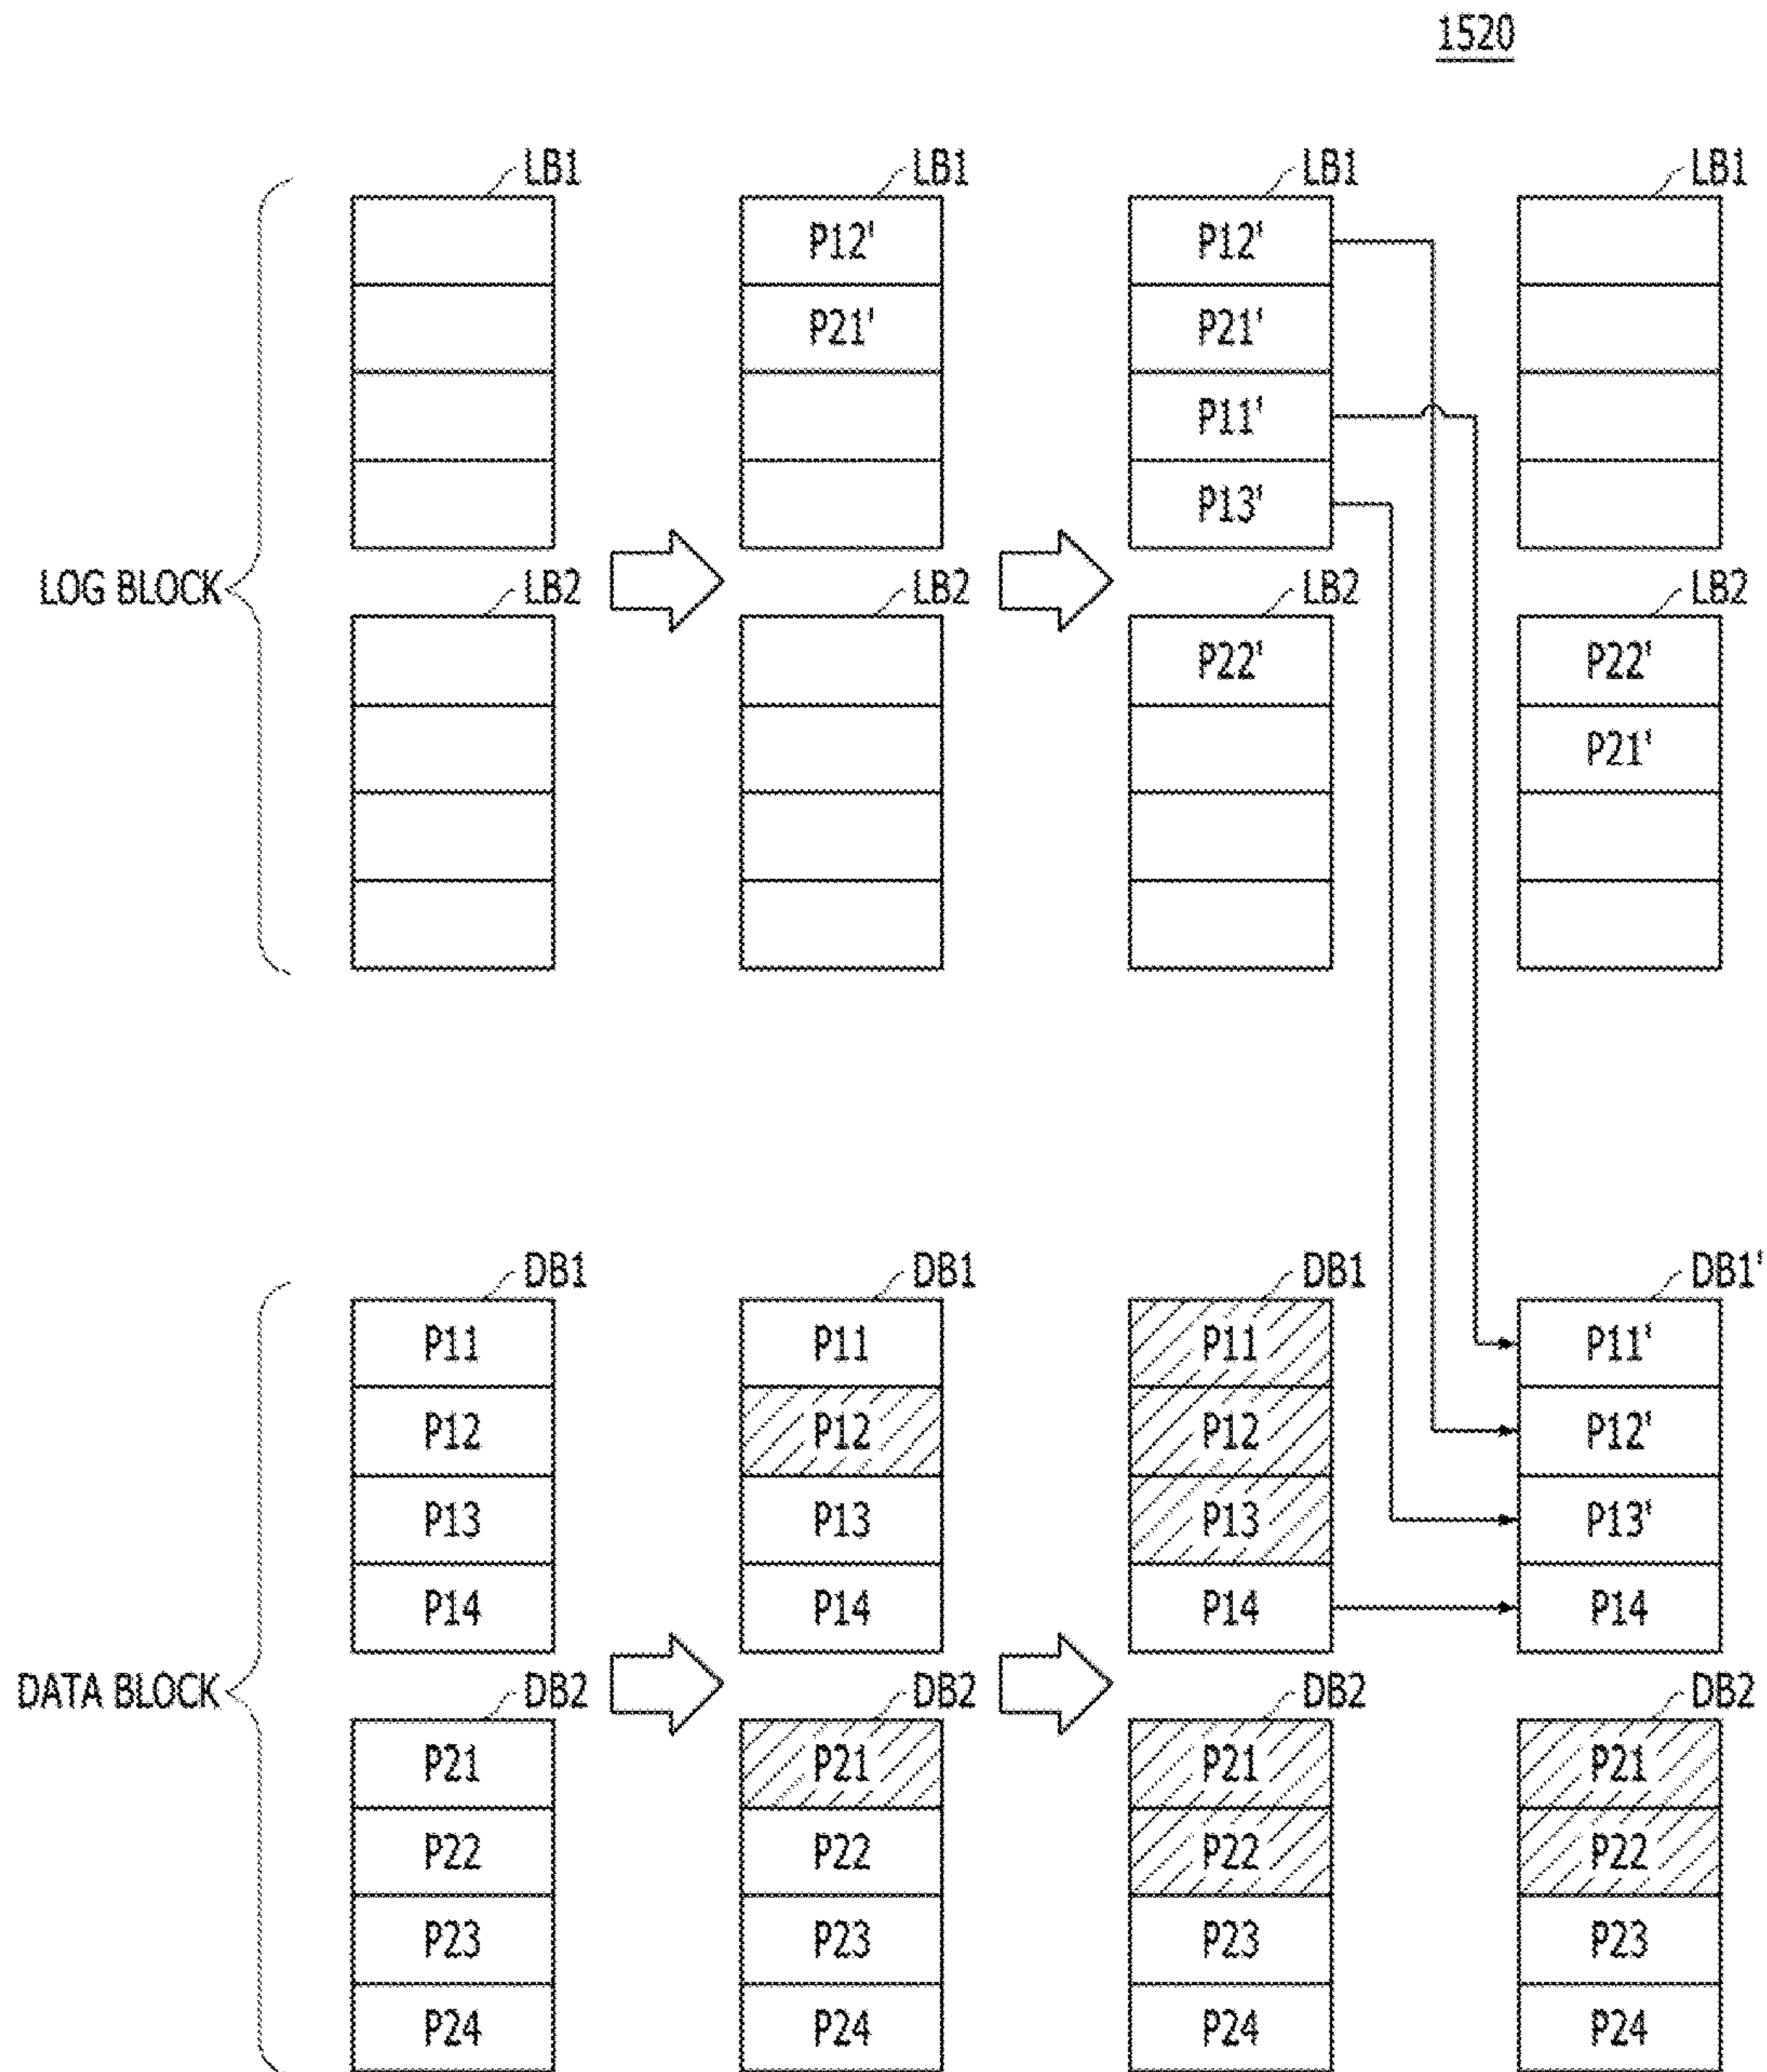 1520
LB1 LB1 LB1 LB1
P12' P12'
P21' P21'
P11'
P13'
LOG BLOCK
LB2 LB2 LB2 LB2
P22' P22'
P21'
DB1 DB1 DB1 DB1'
P11 P11 P11 P11'
P12 P12 P12 P12'
P13 P13 P13 P13'
P14 P14 P14 P14
DATA BLOCK
DB2 DB2 DB2 DB2
P21 P21 P21 P21
P22 P22 P22 P22
P23 P23 P23 P23
P24 P24 P24 P24